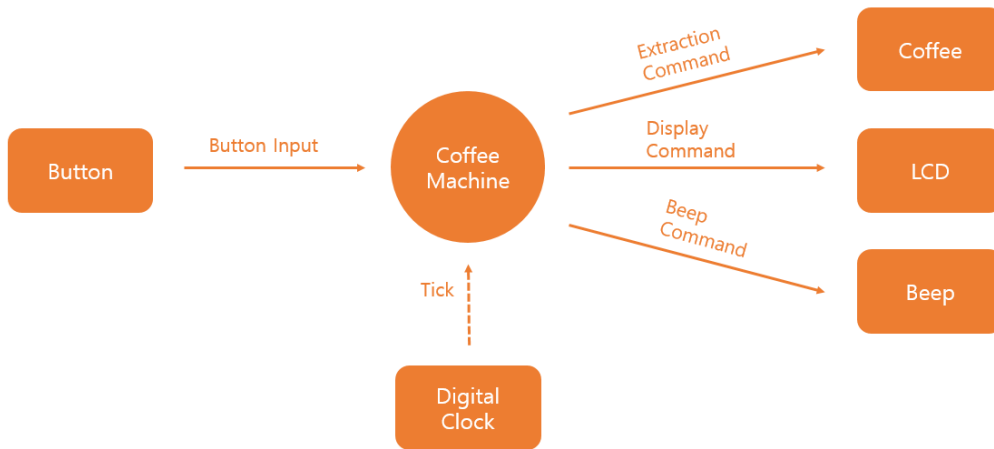 Extraction
Command
Coffee
Button
Button Input
Coffee
Machine
Display
Command
LCD
Beep
Command
Beep
Tick
Digital
Clock